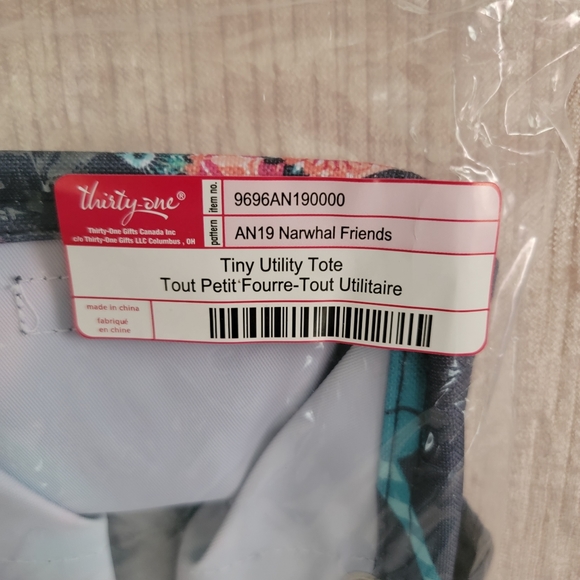 thirty-one®
Thirty-One Gifts Canada Inc
c/o Thirty-One Gifts LLC Columbus , OH
item no.
9696AN190000
pattern
AN19 Narwhal Friends
Tiny Utility Tote
Tout Petit Fourre-Tout Utilitaire
made in china
fabriqué
en chine